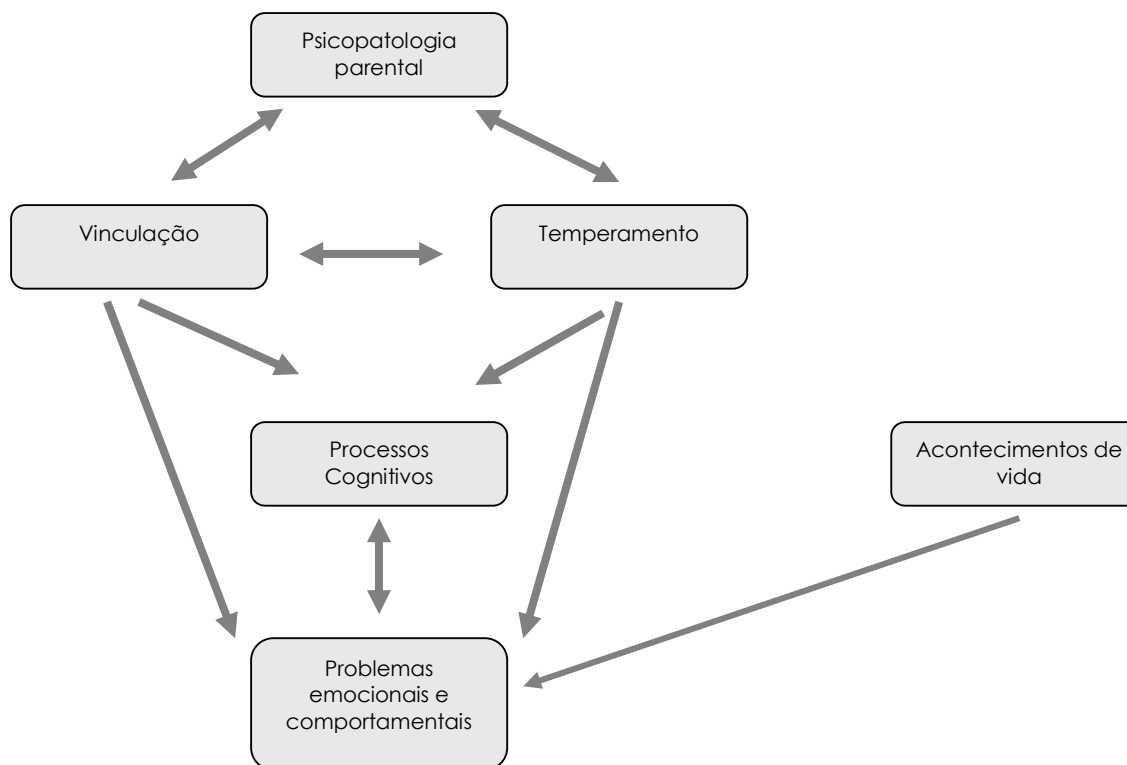 Psicopatologia
parental
Vinculação
Temperamento
Processos
Cognitivos
Acontecimentos de
vida
Problemas
emocionais e
comportamentais